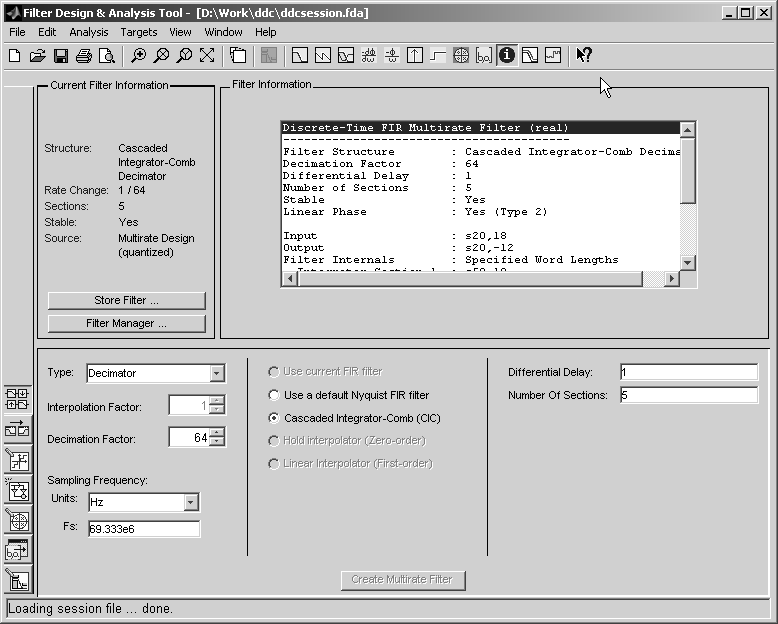 Filter Design & Analysis Tool - [D:\Work\ddc\ddcsession.fda]
File Edit Analysis Targets View Window Help
Current Filter Information
Structure: Cascaded
Integrator-Comb
Decimator
Rate Change: 1 / 64
Sections: 5
Stable: Yes
Source: Multirate Design
(quantized)
Store Filter ...
Filter Manager ...
Filter Information
Discrete-Time FIR Multirate Filter (real)
-----------------------------------------
Filter Structure : Cascaded Integrator-Comb Decima
Decimation Factor : 64
Differential Delay : 1
Number of Sections : 5
Stable : Yes
Linear Phase : Yes (Type 2)
Input : s20,18
Output : s20,-12
Filter Internals : Specified Word Lengths
Type: Decimator
Interpolation Factor: 1
Decimation Factor: 64
Sampling Frequency:
Units: Hz
Fs: 69.333e6
Use current FIR filter
Use a default Nyquist FIR filter
Cascaded Integrator-Comb (CIC)
Hold interpolator (Zero-order)
Linear Interpolator (First-order)
Differential Delay: 1
Number Of Sections: 5
Create Multirate Filter
Loading session file ... done.